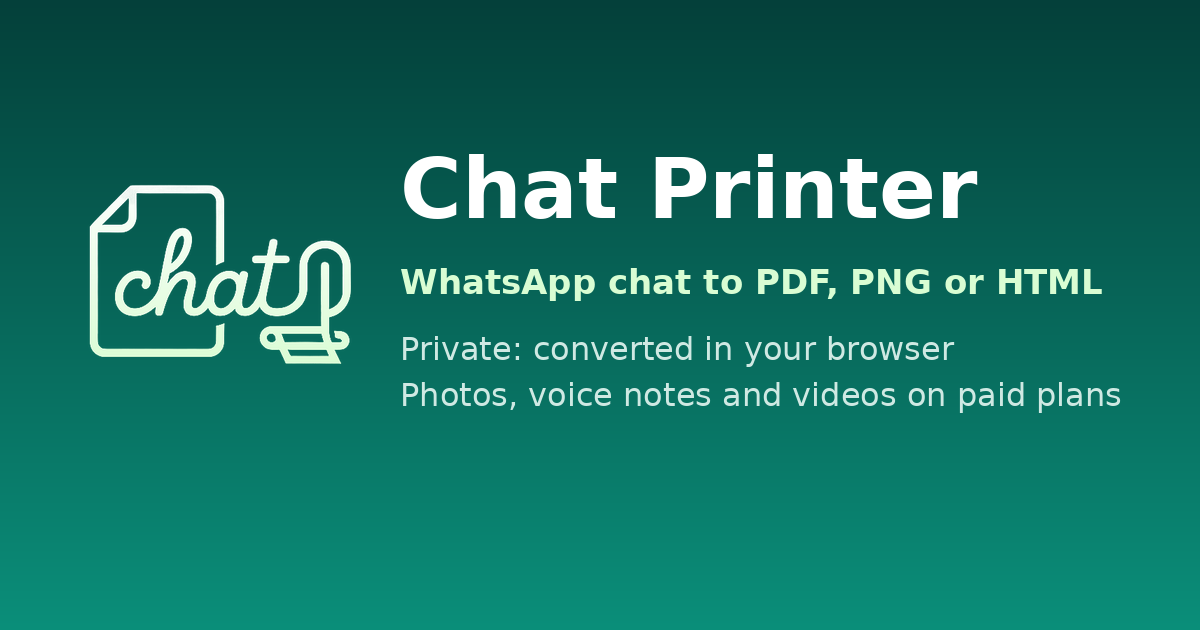 chat
Chat Printer
WhatsApp chat to PDF, PNG or HTML
Private: converted in your browser
Photos, voice notes and videos on paid plans